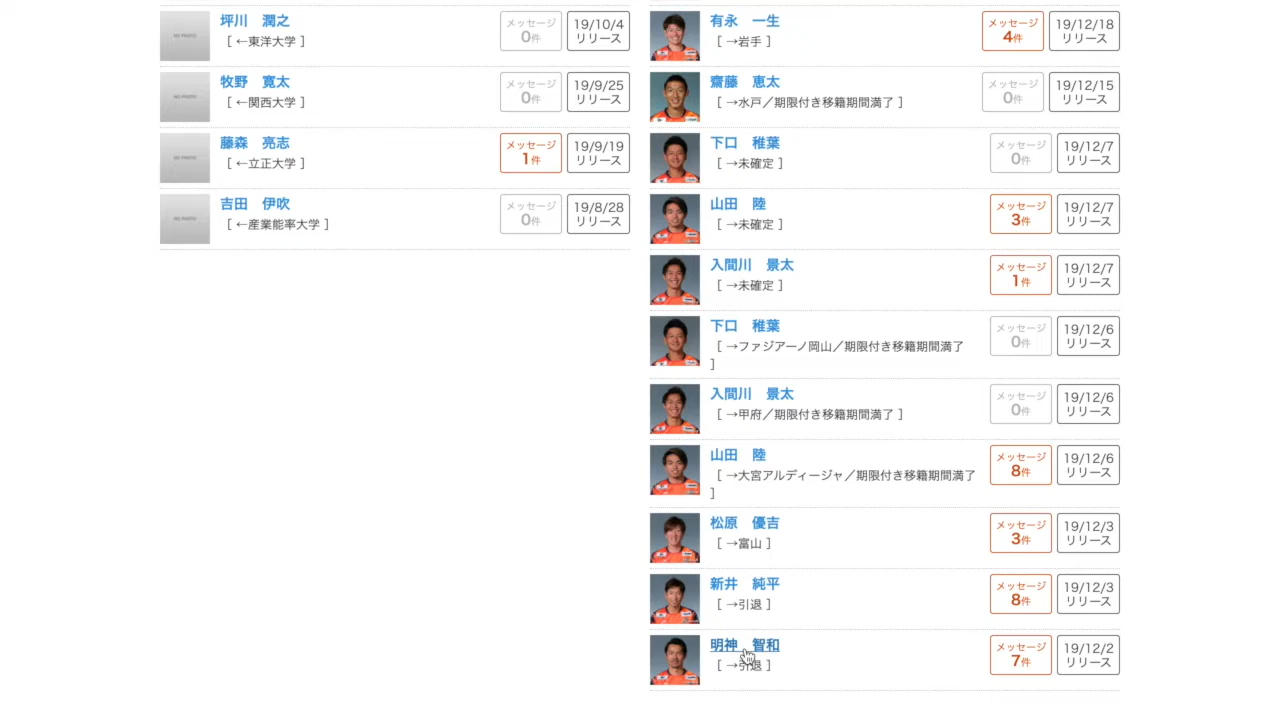 坪川　潤之
[ ←東洋大学 ]
メッセージ
0件
19/10/4
リリース
牧野　寛太
[ ←関西大学 ]
メッセージ
0件
19/9/25
リリース
藤森　亮志
[ ←立正大学 ]
メッセージ
1件
19/9/19
リリース
吉田　伊吹
[ ←産業能率大学 ]
メッセージ
0件
19/8/28
リリース
NO PHOTO
NO PHOTO
NO PHOTO
NO PHOTO
有永　一生
[ →岩手 ]
メッセージ
4件
19/12/18
リリース
齋藤　恵太
[ →水戸／期限付き移籍期間満了 ]
メッセージ
0件
19/12/15
リリース
下口　稚葉
[ →未確定 ]
メッセージ
0件
19/12/7
リリース
山田　陸
[ →未確定 ]
メッセージ
3件
19/12/7
リリース
入間川　景太
[ →未確定 ]
メッセージ
1件
19/12/7
リリース
下口　稚葉
[ →ファジアーノ岡山／期限付き移籍期間満了
]
メッセージ
0件
19/12/6
リリース
入間川　景太
[ →甲府／期限付き移籍期間満了 ]
メッセージ
0件
19/12/6
リリース
山田　陸
[ →大宮アルディージャ／期限付き移籍期間満了
]
メッセージ
8件
19/12/6
リリース
松原　優吉
[ →富山 ]
メッセージ
3件
19/12/3
リリース
新井　純平
[ →引退 ]
メッセージ
8件
19/12/3
リリース
明神　智和
[ →引退 ]
メッセージ
7件
19/12/2
リリース